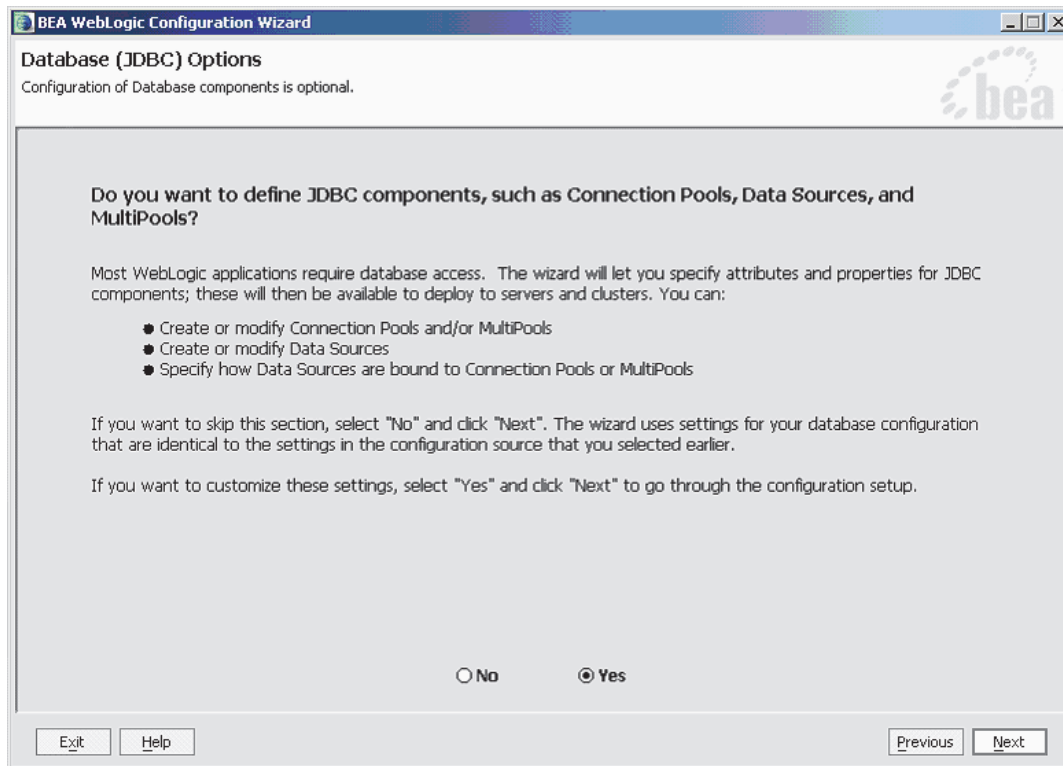 BEA WebLogic Configuration Wizard
Database (JDBC) Options
Configuration of Database components is optional.
bea
Do you want to define JDBC components, such as Connection Pools, Data Sources, and
MultiPools?
Most WebLogic applications require database access. The wizard will let you specify attributes and properties for JDBC
components; these will then be available to deploy to servers and clusters. You can:
Create or modify Connection Pools and/or MultiPools
Create or modify Data Sources
Specify how Data Sources are bound to Connection Pools or MultiPools
If you want to skip this section, select "No" and click "Next". The wizard uses settings for your database configuration
that are identical to the settings in the configuration source that you selected earlier.
If you want to customize these settings, select "Yes" and click "Next" to go through the configuration setup.
No Yes
Exit Help Previous Next